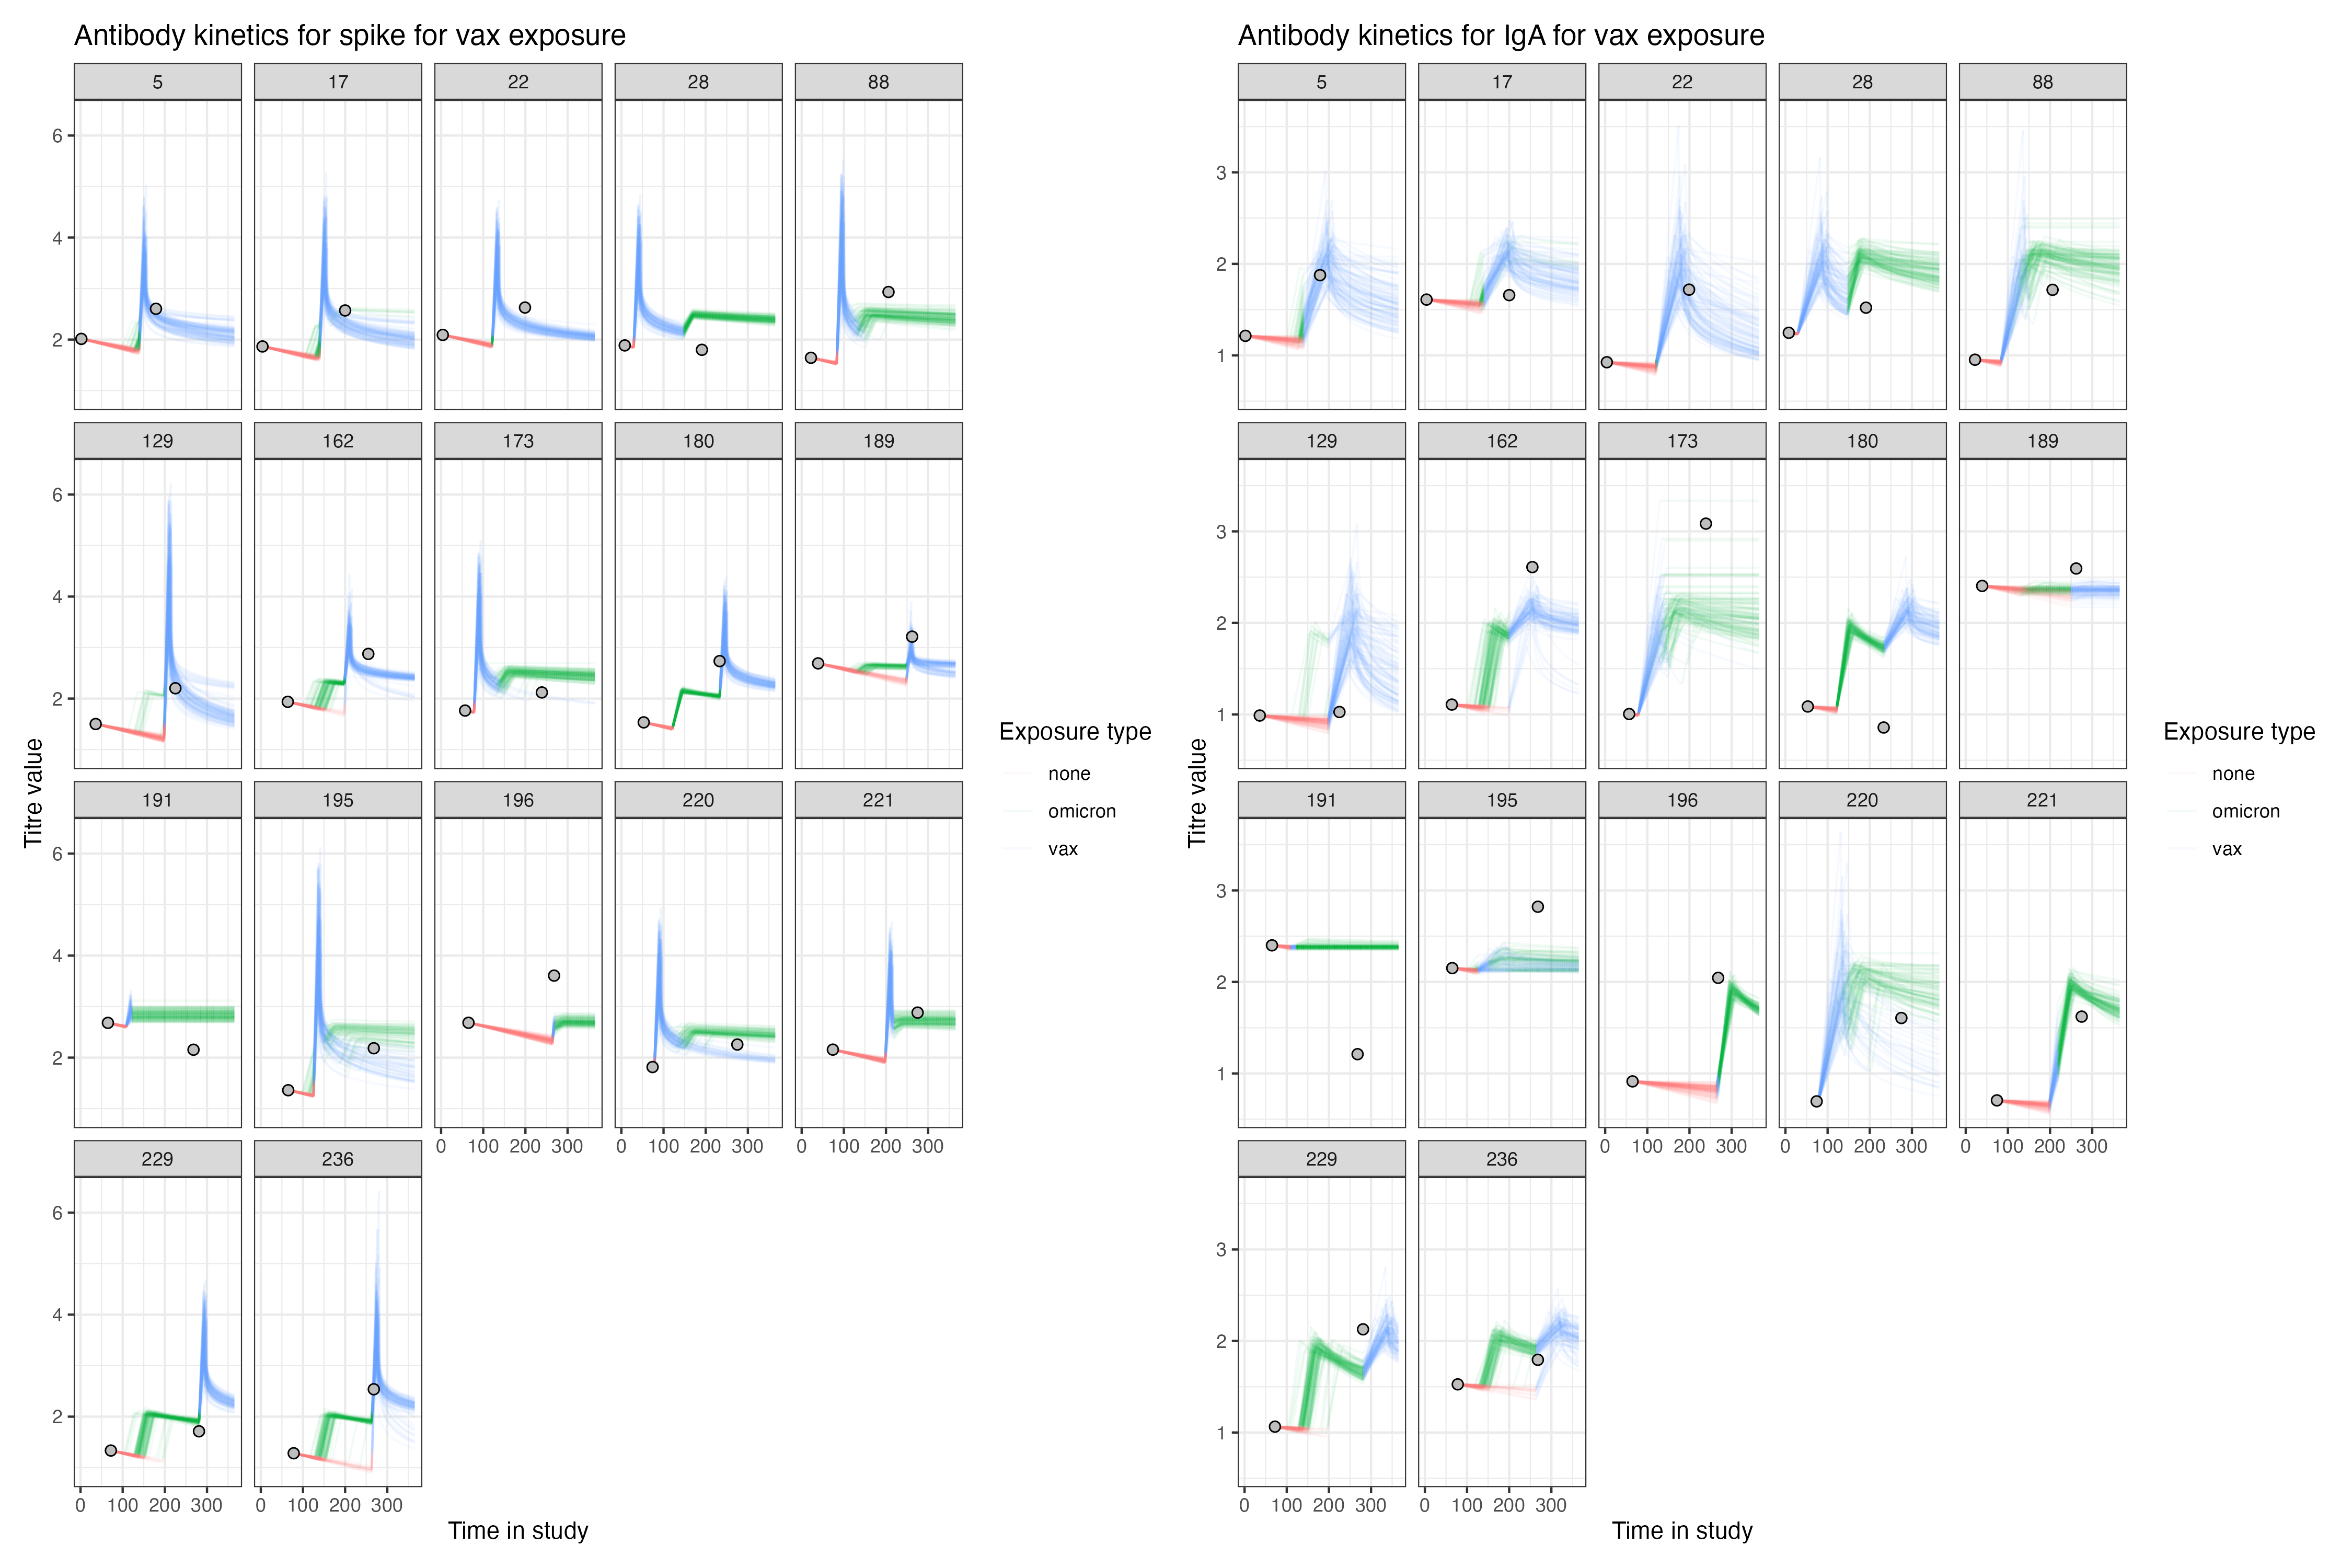 Antibody kinetics for spike for vax exposure
5 17 22 28 88
6
4
2
129 162 173 180 189
6
4
2
Titre value
191 195 196 220 221
6
4
2
0 100 200 300 0 100 200 300 0 100 200 300
229 236
6
4
2
0 100 200 300 0 100 200 300
Time in study
Exposure type
none
omicron
vax
Antibody kinetics for IgA for vax exposure
5 17 22 28 88
3
2
1
129 162 173 180 189
3
2
1
Titre value
191 195 196 220 221
3
2
1
0 100 200 300 0 100 200 300 0 100 200 300
229 236
3
2
1
0 100 200 300 0 100 200 300
Time in study
Exposure type
none
omicron
vax